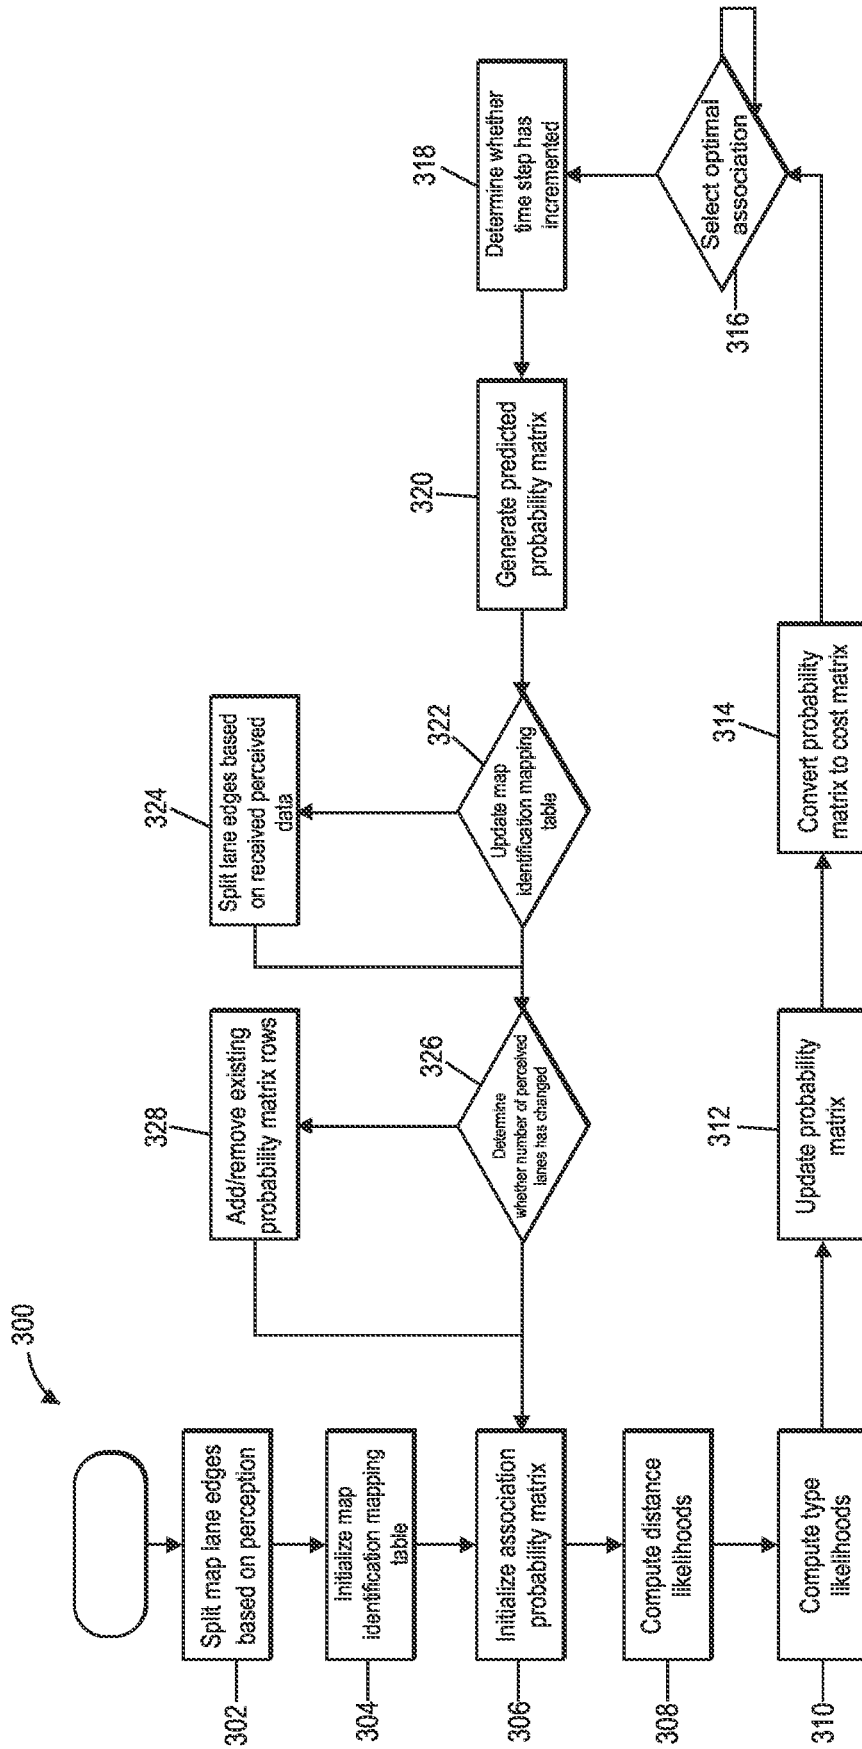 300
302
Split map lane edges
based on perception
304
Initialize map
identification mapping
table
306
Initialize association
probability matrix
308
Compute distance
likelihoods
310
Compute type
likelihoods
312
Update probability
matrix
314
Convert probability
matrix to cost matrix
316
Select optimal
association
318
Determine whether
time step has
incremented
320
Generate predicted
probability matrix
322
Update map
identification mapping
table
324
Split lane edges based
on received perceived
data
326
Determine
whether number of perceived
lanes has changed
328
Add/remove existing
probability matrix rows